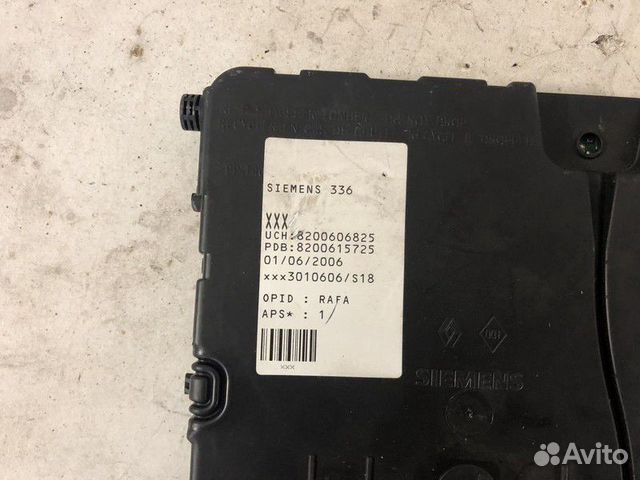 SIEMENS 336
XXX
UCH:8200606825
PDB:8200615725
01/06/2006
xxx3010606/S18
OPID : RAFA
APS* : 1
xxx
SIEMENS
Avito